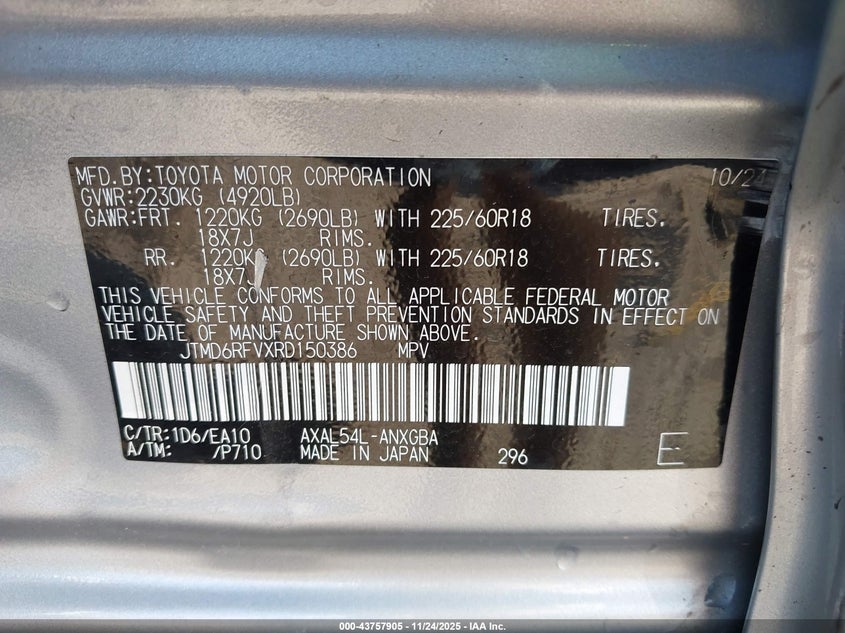 MFD.BY:TOYOTA MOTOR CORPORATION 10/24
GVWR:2230KG (4920LB)
GAWR:FRT. 1220KG (2690LB) WITH 225/60R18 TIRES.
18X7J RIMS.
RR. 1220KG (2690LB) WITH 225/60R18 TIRES.
18X7J RIMS.
THIS VEHICLE CONFORMS TO ALL APPLICABLE FEDERAL MOTOR
VEHICLE SAFETY AND THEFT PREVENTION STANDARDS IN EFFECT ON
THE DATE OF MANUFACTURE SHOWN ABOVE.
JTMD6RFVXRD150386 MPV
C/TR:1D6/EA10 AXAL54L-ANXGBA
A/TM: /P710 MADE IN JAPAN 296 E
000-43757905 - 11/24/2025 - IAA Inc.